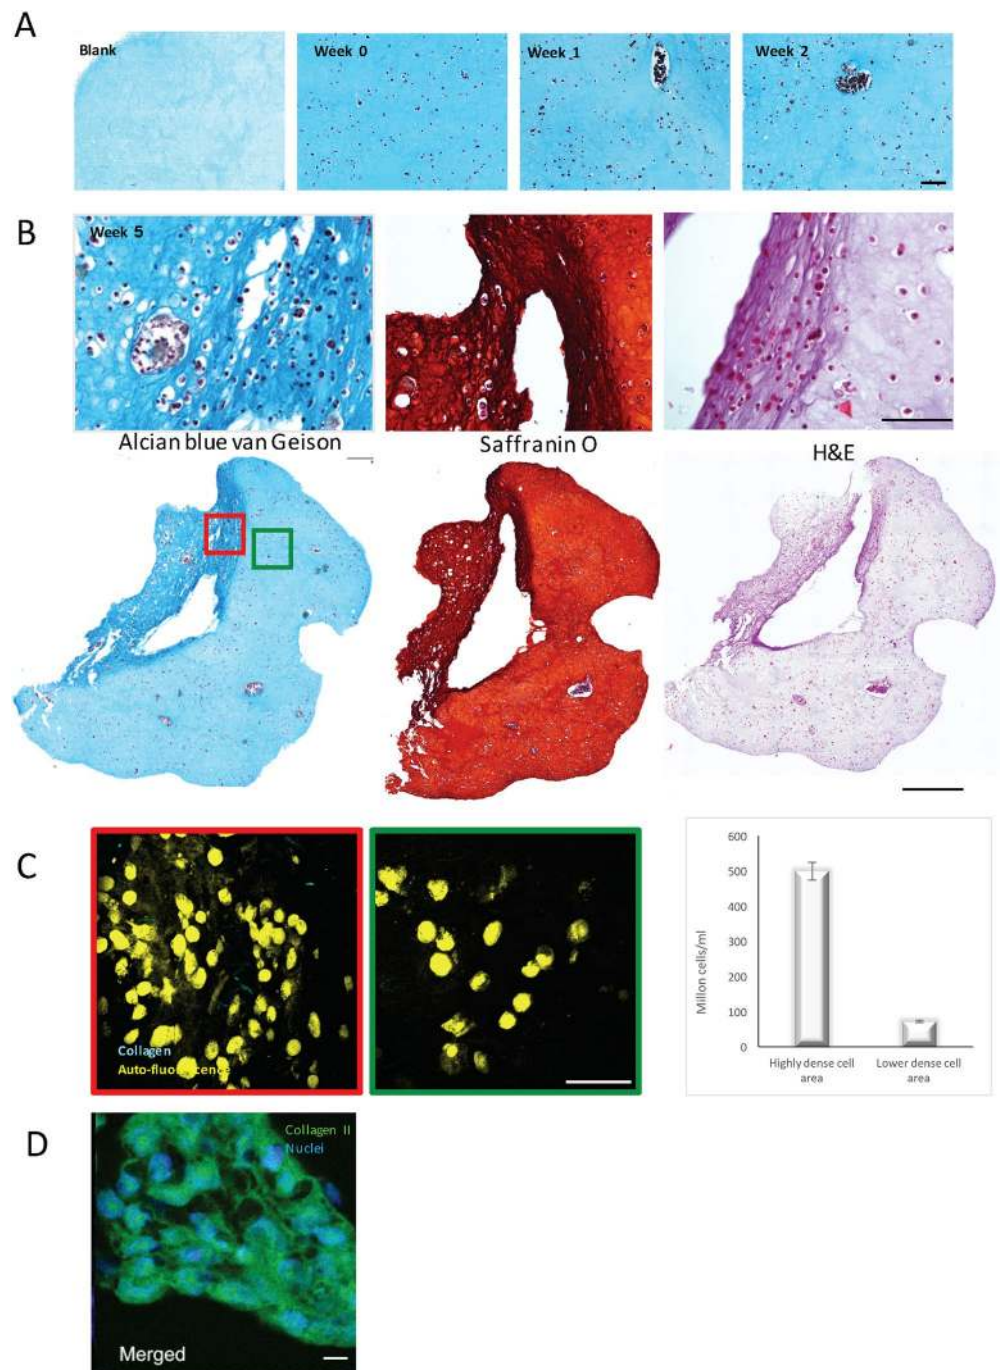 A
Blank
Week 0
Week 1
Week 2
B
Week 5
Alcian blue van Geison
Saffranin O
H&E
C
Collagen
Auto-fluorescence
600
500
400
300
200
100
0
Millon cells/ml
Highly dense cell
area
Lower dense cell
area
D
Collagen II
Nuclei
Merged